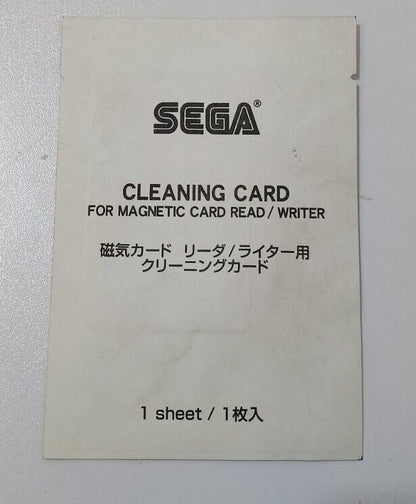 SEGA®
CLEANING CARD
FOR MAGNETIC CARD READ / WRITER
磁気カード リーダ/ライター用
クリーニングカード
1 sheet / 1枚入